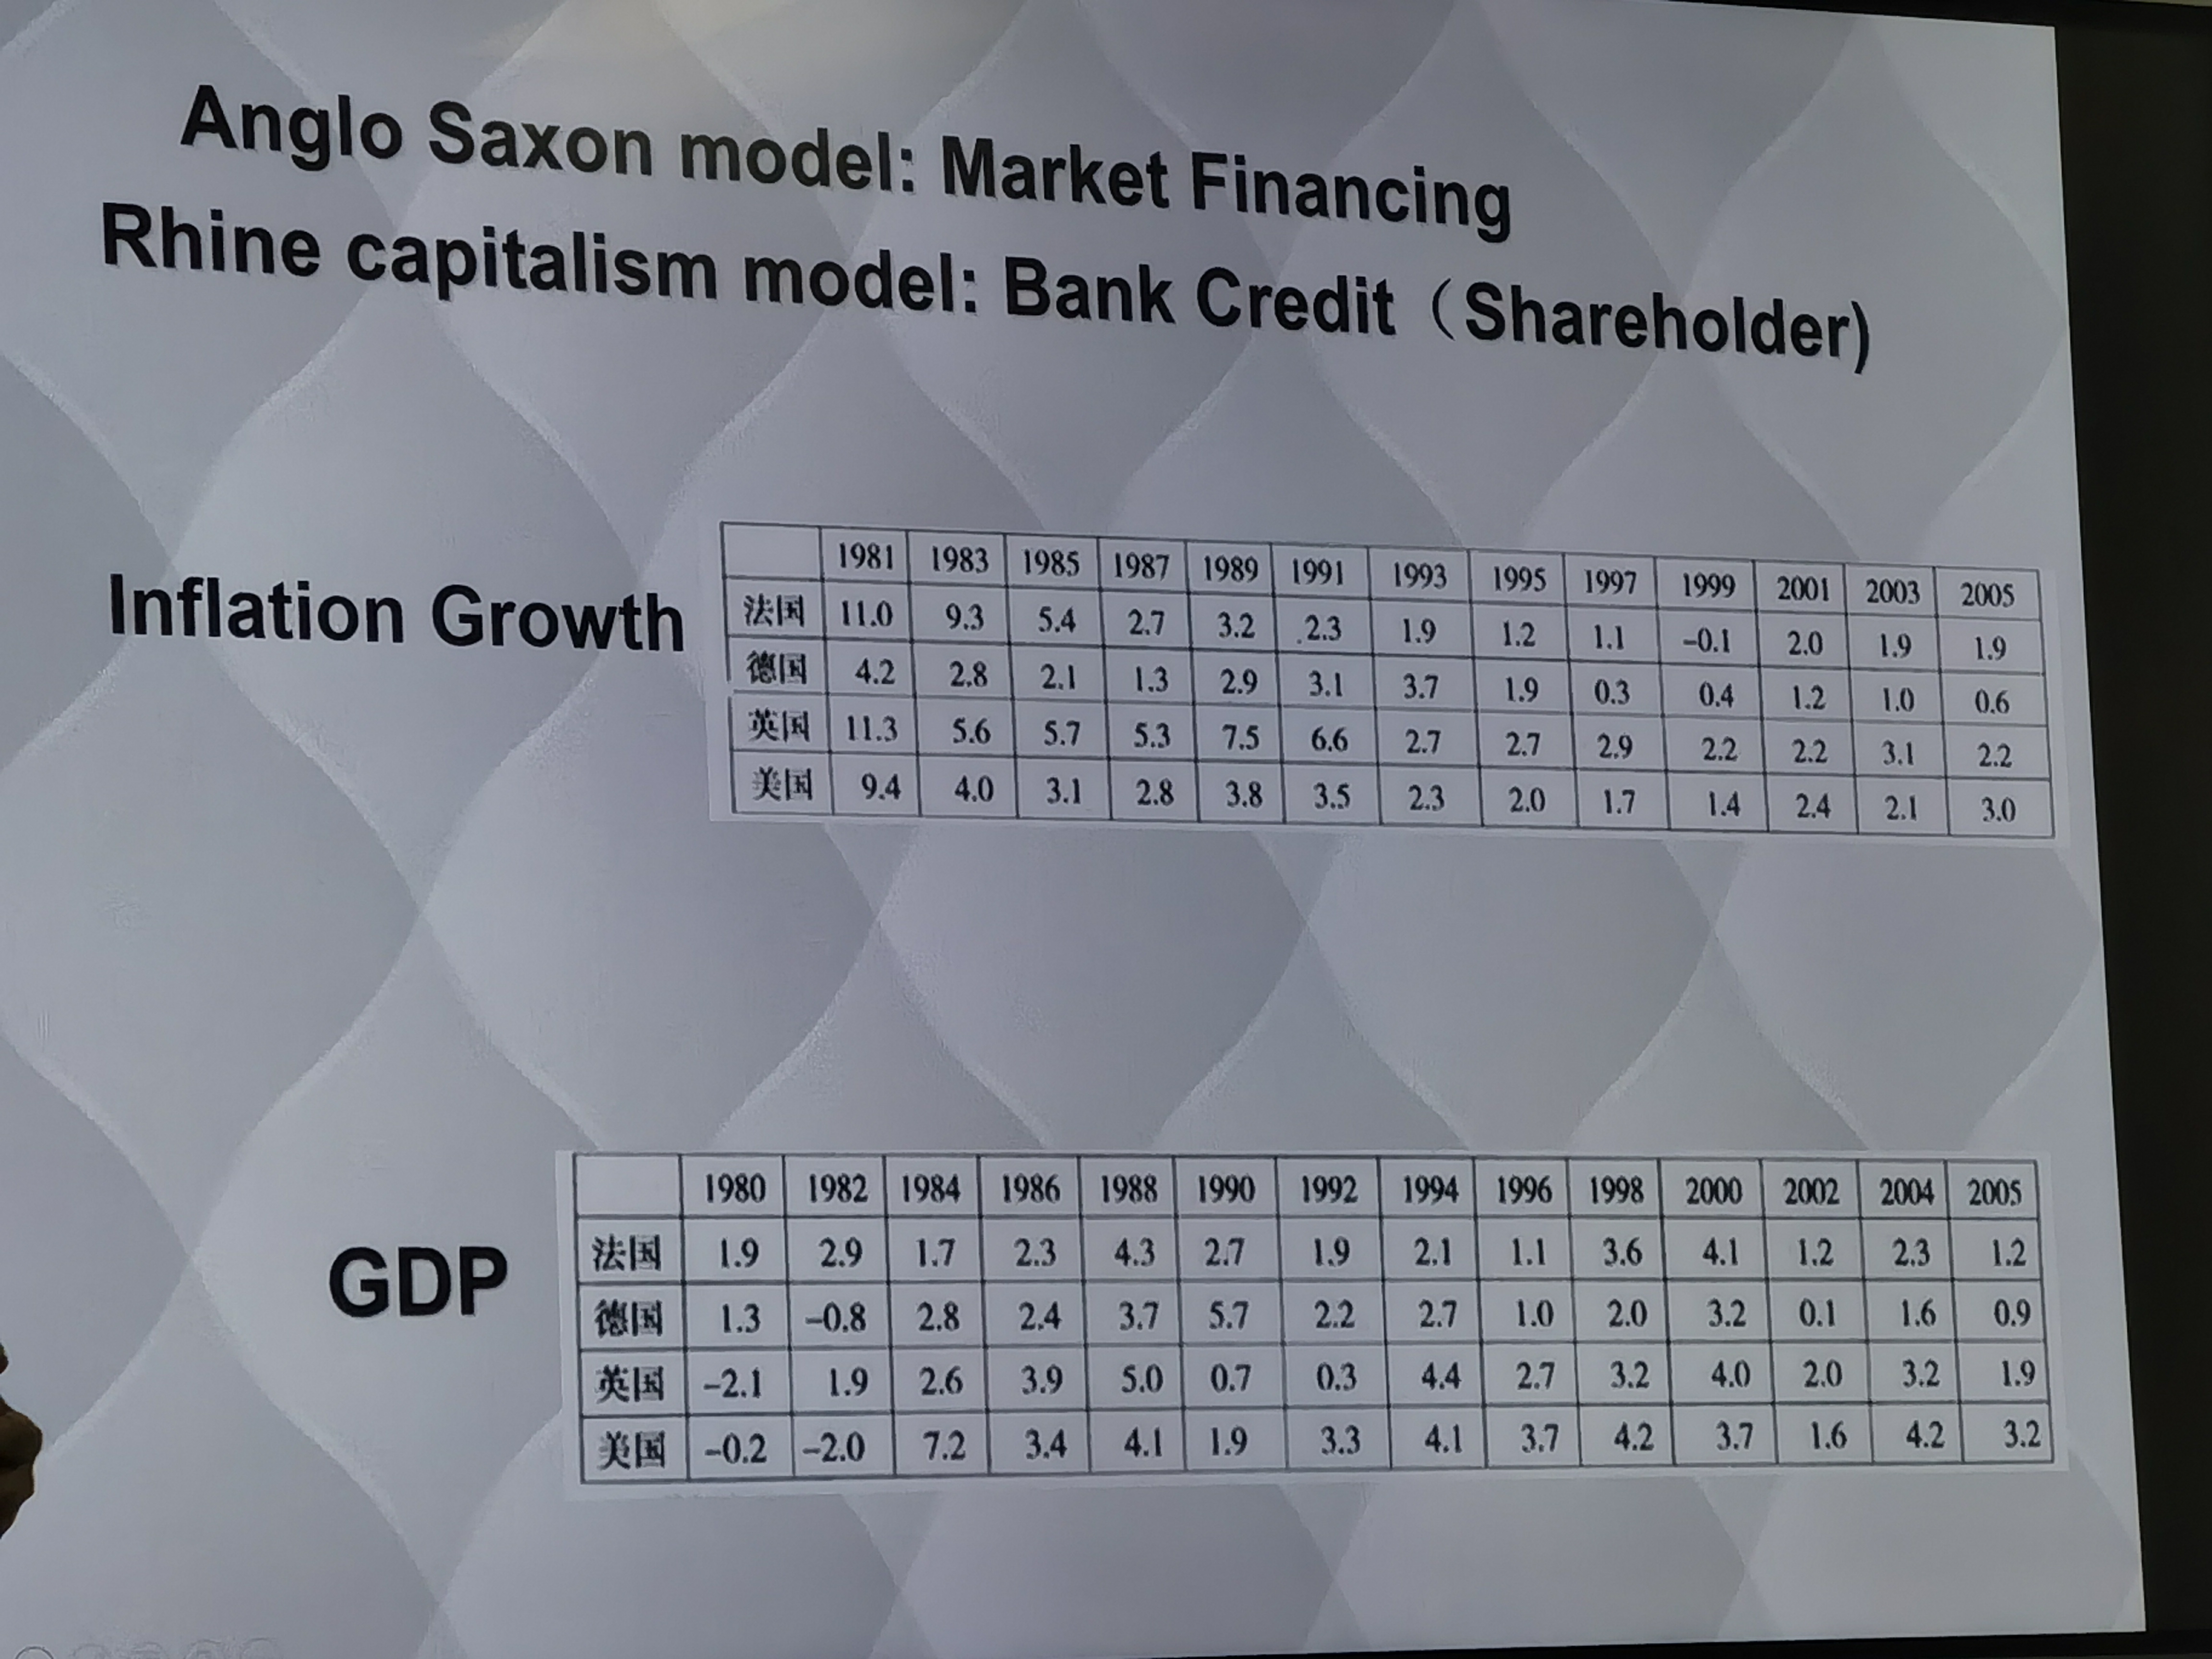 Anglo Saxon model: Market Financing
Rhine capitalism model: Bank Credit（Shareholder)
Inflation Growth
1981 1983 1985 1987 1989 1991 1993 1995 1997 1999 2001 2003 2005
法国 11.0 9.3 5.4 2.7 3.2 2.3 1.9 1.2 1.1 –0.1 2.0 1.9 1.9
德国 4.2 2.8 2.1 1.3 2.9 3.1 3.7 1.9 0.3 0.4 1.2 1.0 0.6
英国 11.3 5.6 5.7 5.3 7.5 6.6 2.7 2.7 2.9 2.2 2.2 3.1 2.2
美国 9.4 4.0 3.1 2.8 3.8 3.5 2.3 2.0 1.7 1.4 2.4 2.1 3.0
GDP
1980 1982 1984 1986 1988 1990 1992 1994 1996 1998 2000 2002 2004 2005
法国 1.9 2.9 1.7 2.3 4.3 2.7 1.9 2.1 1.1 3.6 4.1 1.2 2.3 1.2
德国 1.3 –0.8 2.8 2.4 3.7 5.7 2.2 2.7 1.0 2.0 3.2 0.1 1.6 0.9
英国 –2.1 1.9 2.6 3.9 5.0 0.7 0.3 4.4 2.7 3.2 4.0 2.0 3.2 1.9
美国 –0.2 –2.0 7.2 3.4 4.1 1.9 3.3 4.1 3.7 4.2 3.7 1.6 4.2 3.2